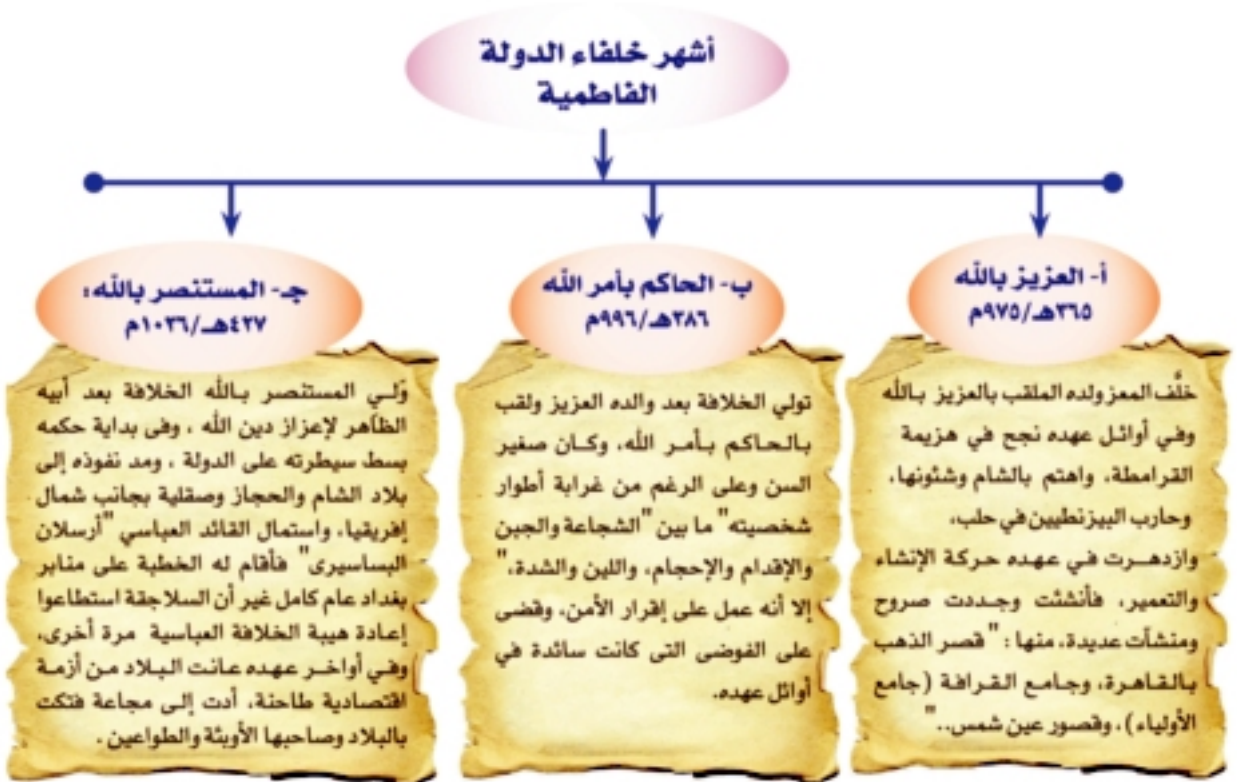 أشهر خلفاء الدولة
الفاطمية
أ- العزيز بالله
٣٦٥هـ/٩٧٥م
خلَّف المعز ولده الملقب بالعزيز بالله
وفي أوائل عهده نجح في هزيمة
القرامطة، واهتم بالشام وشئونها،
وحارب البيزنطيين في حلب،
وازدهرت في عهده حركة الإنشاء
والتعمير، فأنشئت وجددت صروح
ومنشآت عديدة، منها: "قصر الذهب
بالقاهرة، وجامع القرافة (جامع
الأولياء)، وقصور عين شمس.."
ب- الحاكم بأمر الله
٣٨٦هـ/٩٩٦م
تولي الخلافة بعد والده العزيز ولقب
بالحاكم بأمر الله، وكان صغير
السن وعلى الرغم من غرابة أطوار
شخصيته" ما بين "الشجاعة والجبن
والإقدام والإحجام، واللين والشدة،"
إلا أنه عمل على إقرار الأمن، وقضى
على الفوضى التى كانت سائدة في
أوائل عهده.
جـ- المستنصر بالله:
٤٢٧هـ/١٠٣٦م
وَلي المستنصر بالله الخلافة بعد أبيه
الظاهر لإعزاز دين الله ، وفى بداية حكمه
بسط سيطرته على الدولة ، ومد نفوذه إلى
بلاد الشام والحجاز وصقلية بجانب شمال
إفريقيا، واستمال القائد العباسي "أرسلان
البساسيرى" فأقام له الخطبة على منابر
بغداد عام كامل غير أن السلاجقة استطاعوا
إعادة هيبة الخلافة العباسية مرة أخرى،
وفي أواخر عهده عانت البلاد من أزمة
اقتصادية طاحنة، أدت إلى مجاعة فتكت
بالبلاد وصاحبها الأوبئة والطواعين .